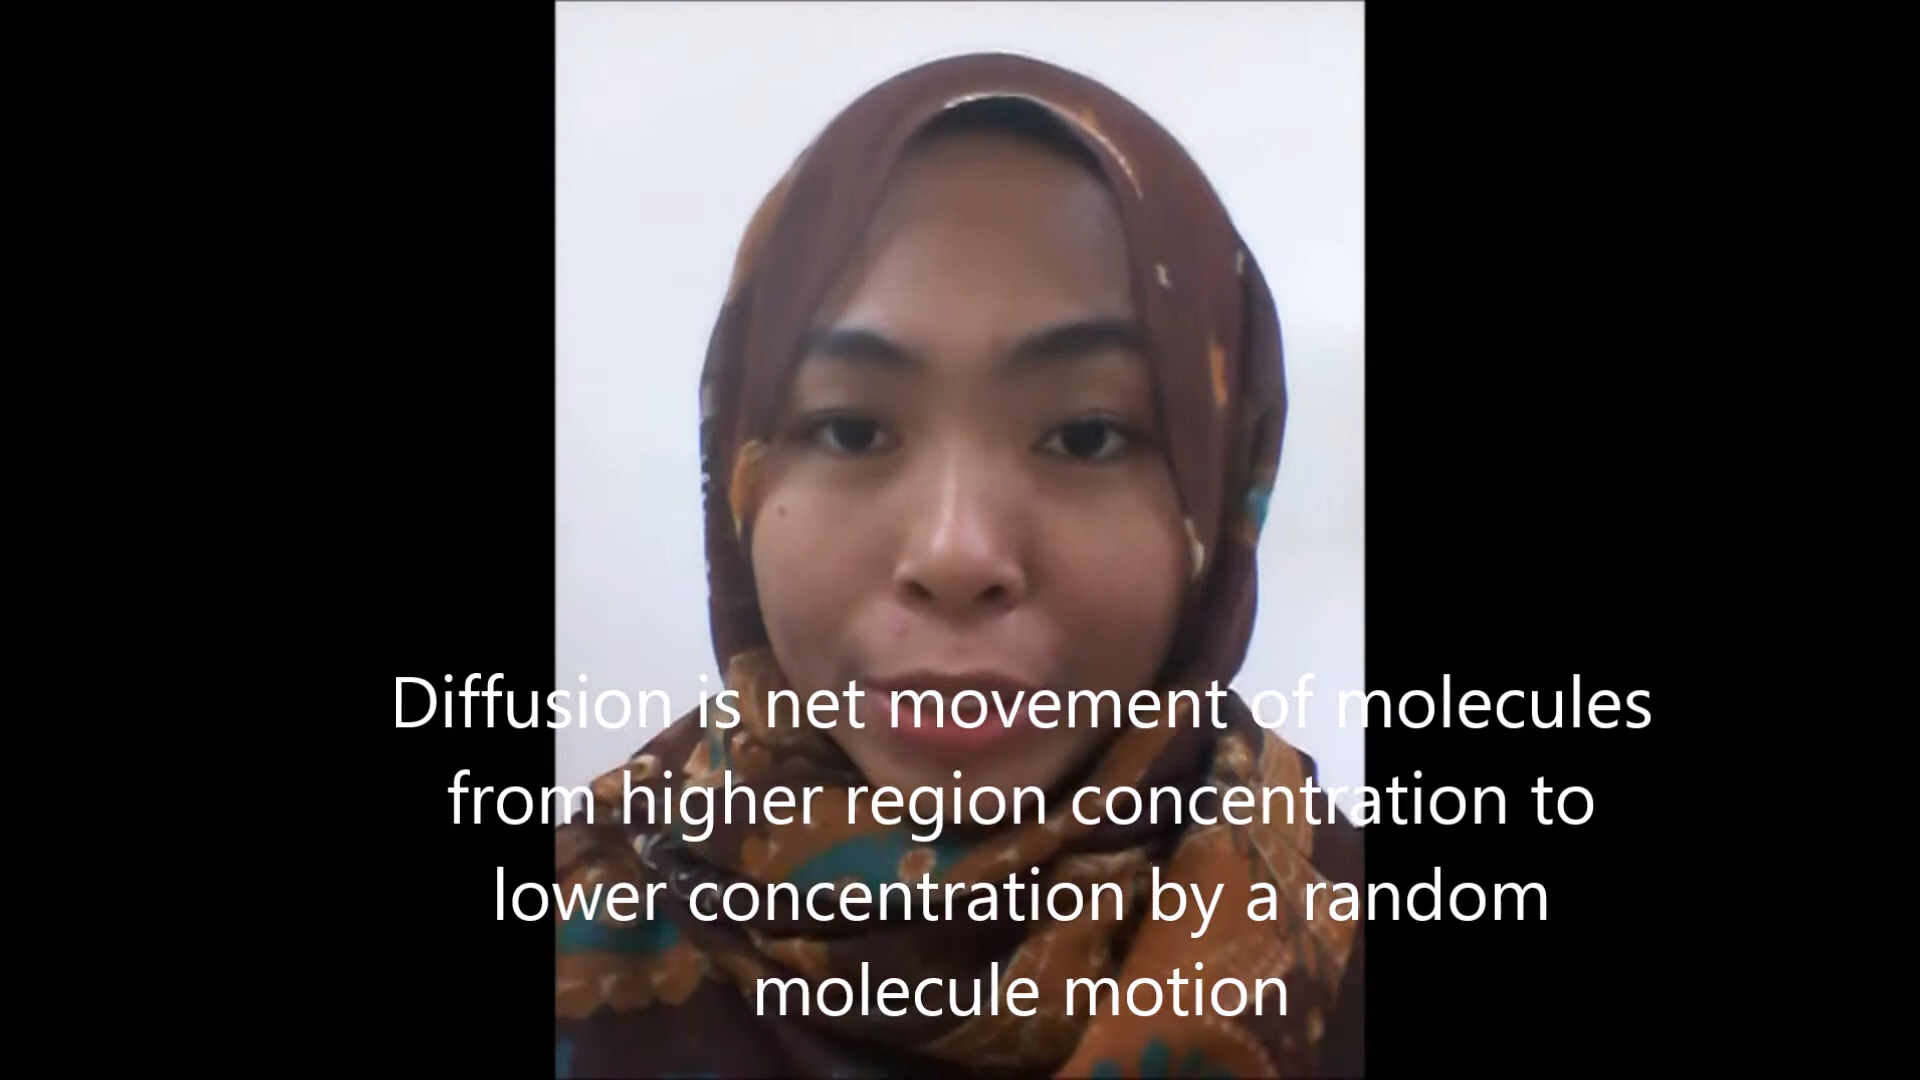 Diffusion is net movement of molecules
from higher region concentration to
lower concentration by a random
molecule motion